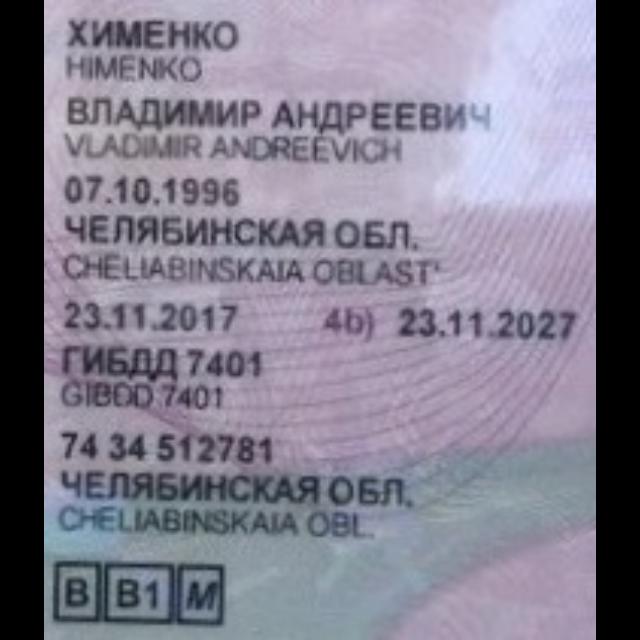 ХИМЕНКО
HIMENKO
ВЛАДИМИР АНДРЕЕВИЧ
VLADIMIR ANDREEVICH
07.10.1996
ЧЕЛЯБИНСКАЯ ОБЛ.
CHELIABINSKAIA OBLAST'
23.11.2017 4b) 23.11.2027
ГИБДД 7401
GIBDD 7401
74 34 512781
ЧЕЛЯБИНСКАЯ ОБЛ.
CHELIABINSKAIA OBL.
B B1 M